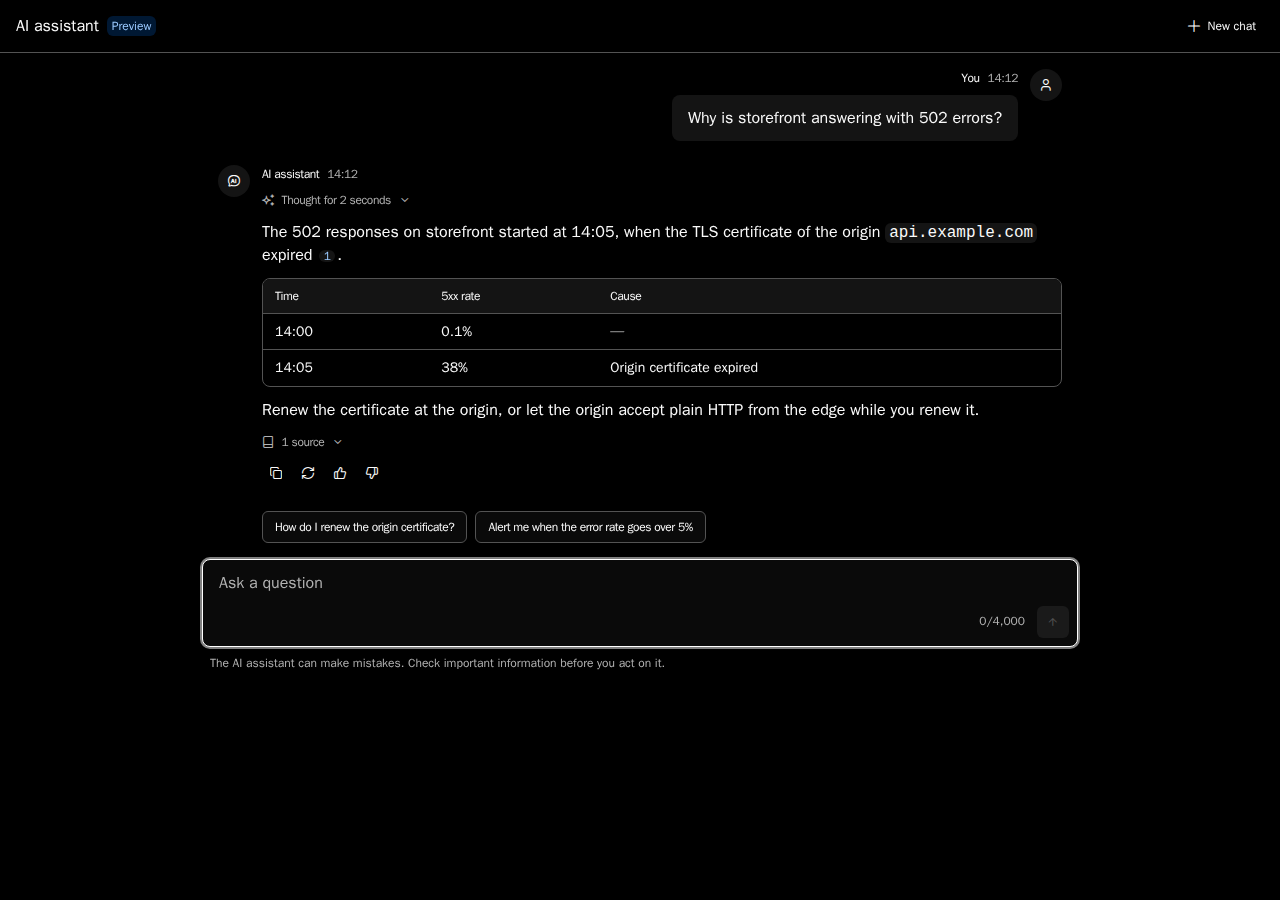 AI assistant Preview
New chat
You 14:12
Why is storefront answering with 502 errors?
AI assistant 14:12
Thought for 2 seconds
The 502 responses on storefront started at 14:05, when the TLS certificate of the origin api.example.com
expired 1 .
Time 5xx rate Cause
14:00 0.1% —
14:05 38% Origin certificate expired
Renew the certificate at the origin, or let the origin accept plain HTTP from the edge while you renew it.
1 source
How do I renew the origin certificate? Alert me when the error rate goes over 5%
Ask a question
0/4,000
The AI assistant can make mistakes. Check important information before you act on it.